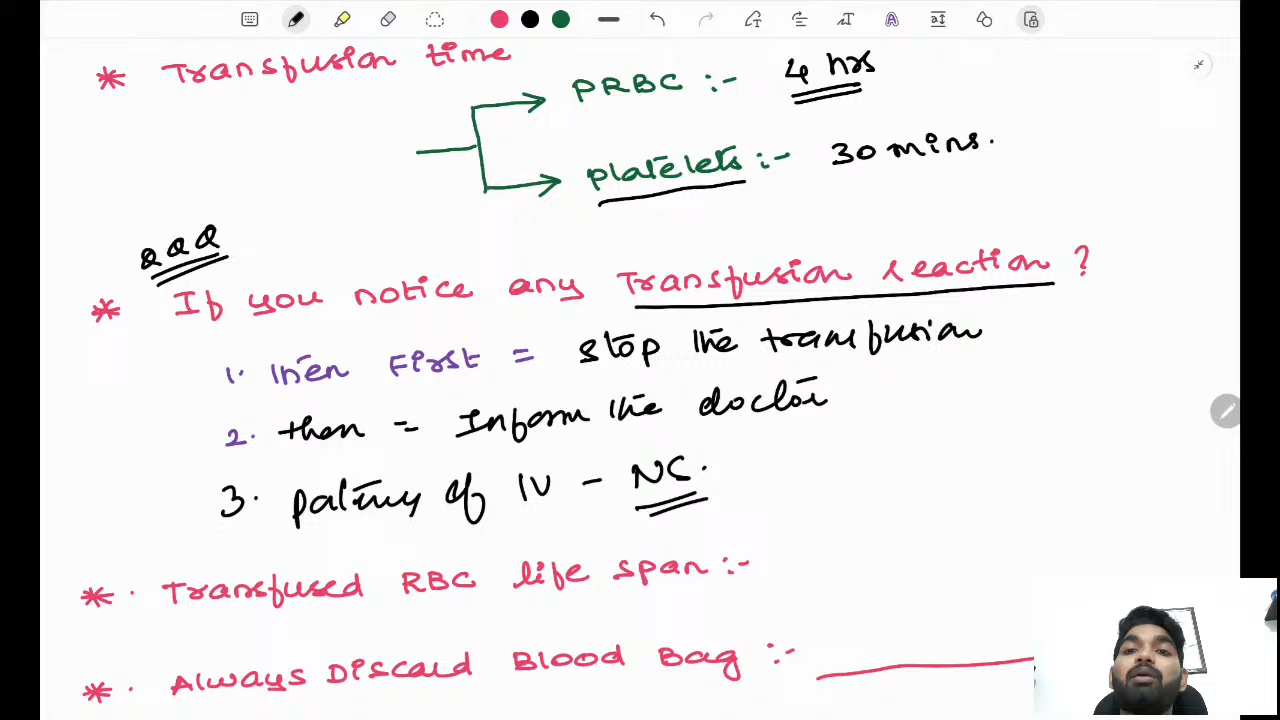 * Transfusion time
PRBC :- 4 hrs
platelets :- 30 mins.
QQQ
* If you notice any Transfusion reaction ?
1. then First = stop the transfusion
2. then = Inform the doctor
3. patency of IV - NS.
* . Transfused RBC life span :-
* . Always Discard Blood Bag :-